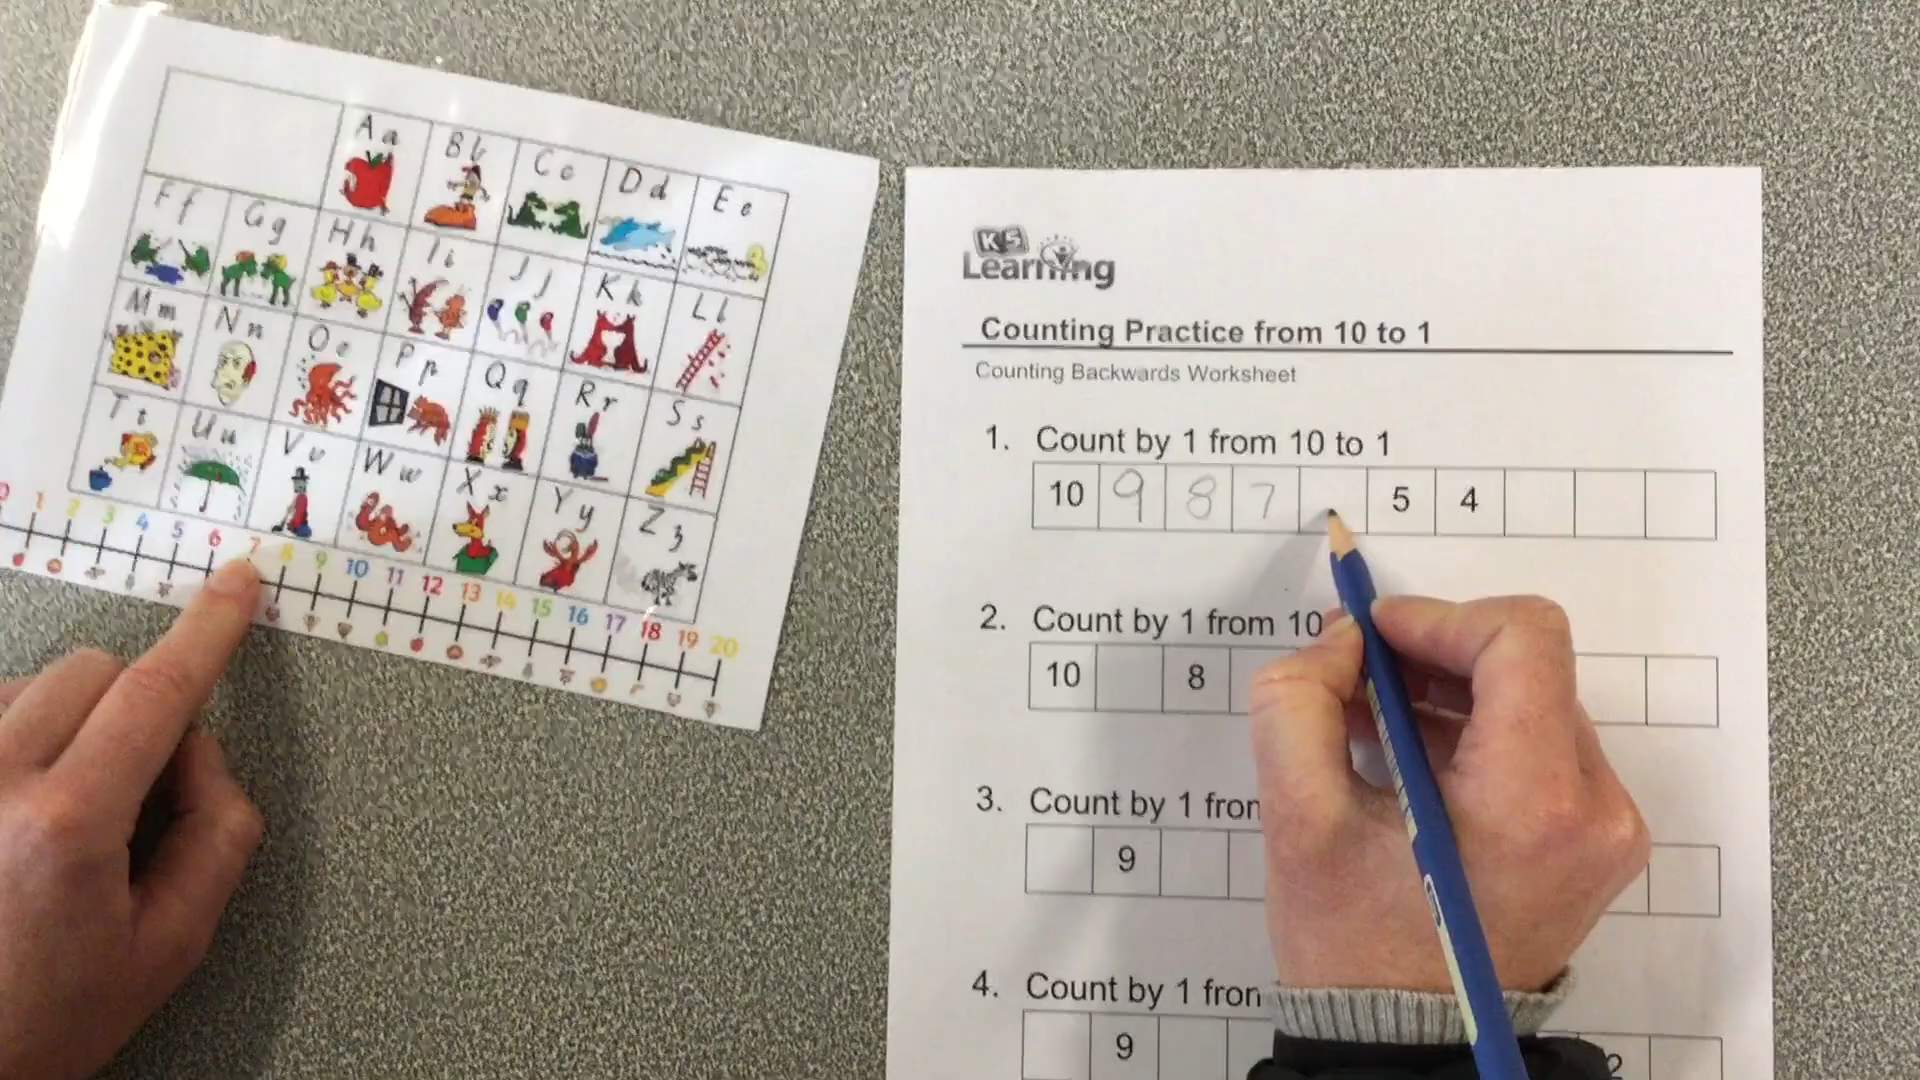 Aa Bb Cc Dd Ee
Ff Gg Hh Ii Jj Kk Ll
Mm Nn Oo Pp Qq Rr Ss
Tt Uu Vv Ww Xx Yy Zz
0 1 2 3 4 5 6 7 8 9 10 11 12 13 14 15 16 17 18 19 20
K5
Learning
Counting Practice from 10 to 1
Counting Backwards Worksheet
1. Count by 1 from 10 to 1
10 9 8 7 5 4
2. Count by 1 from 10
10 8
3. Count by 1 from
9
4. Count by 1 from
9 2